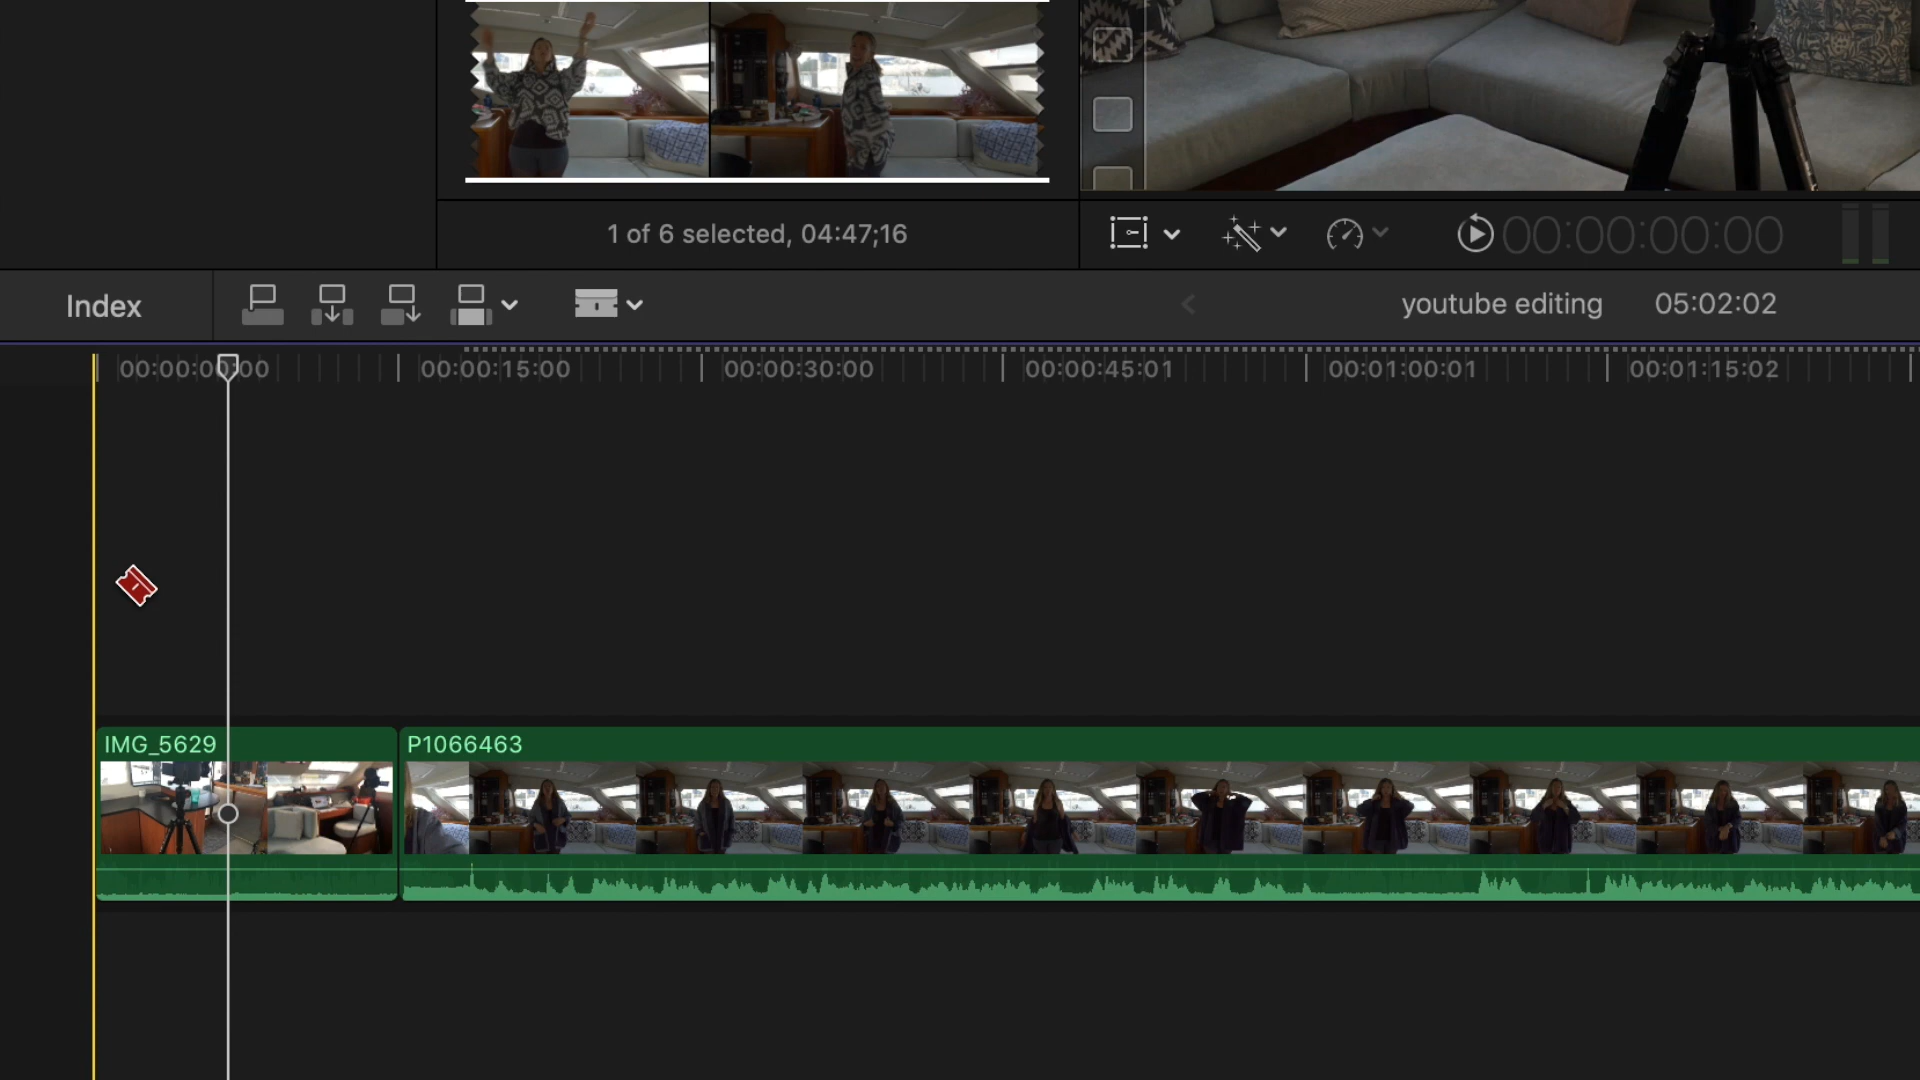 1 of 6 selected, 04:47;16
00:00:00:00
Index
youtube editing
05:02:02
00:00:00:00
00:00:15:00
00:00:30:00
00:00:45:01
00:01:00:01
00:01:15:02
IMG_5629
P1066463